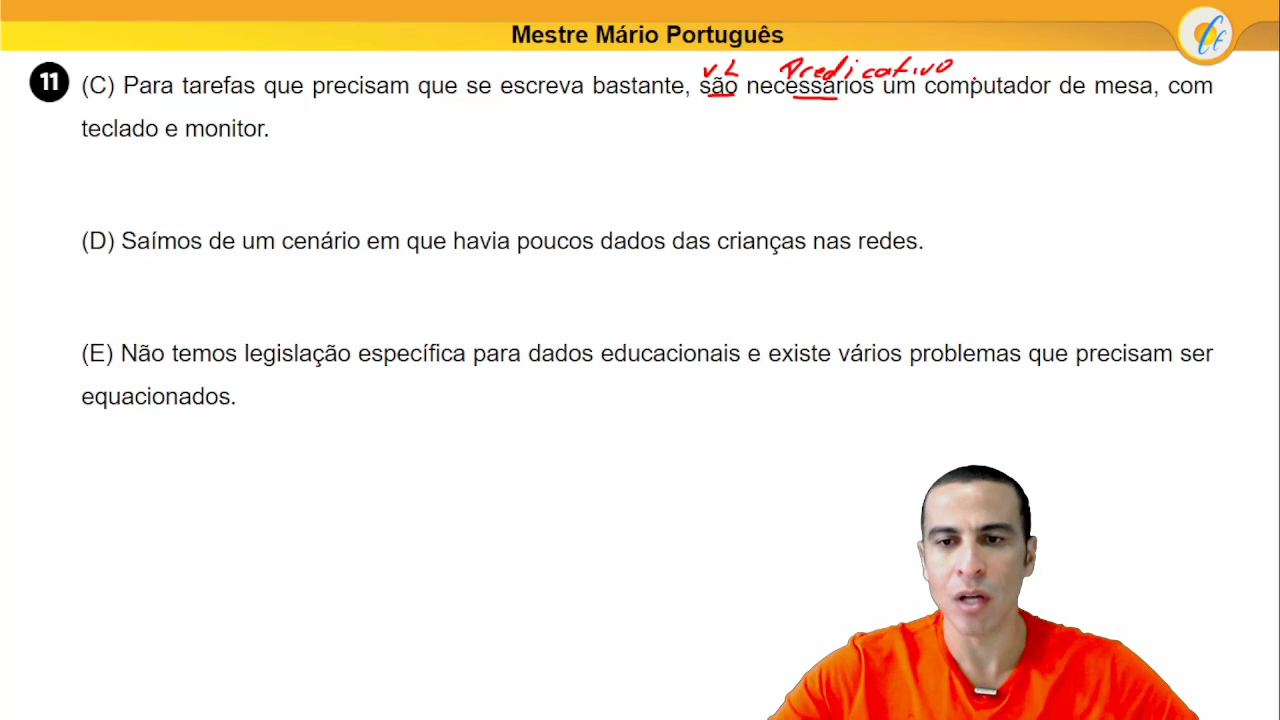 Mestre Mário Português
VL Predicativo
11 (C) Para tarefas que precisam que se escreva bastante, são necessários um computador de mesa, com
teclado e monitor.
(D) Saímos de um cenário em que havia poucos dados das crianças nas redes.
(E) Não temos legislação específica para dados educacionais e existe vários problemas que precisam ser
equacionados.